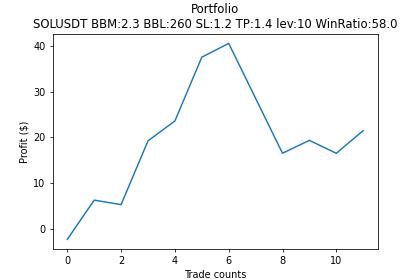 Portfolio
SOLUSDT BBM:2.3 BBL:260 SL:1.2 TP:1.4 lev:10 WinRatio:58.0
40
30
20
10
0
Profit ($)
0 2 4 6 8 10
Trade counts